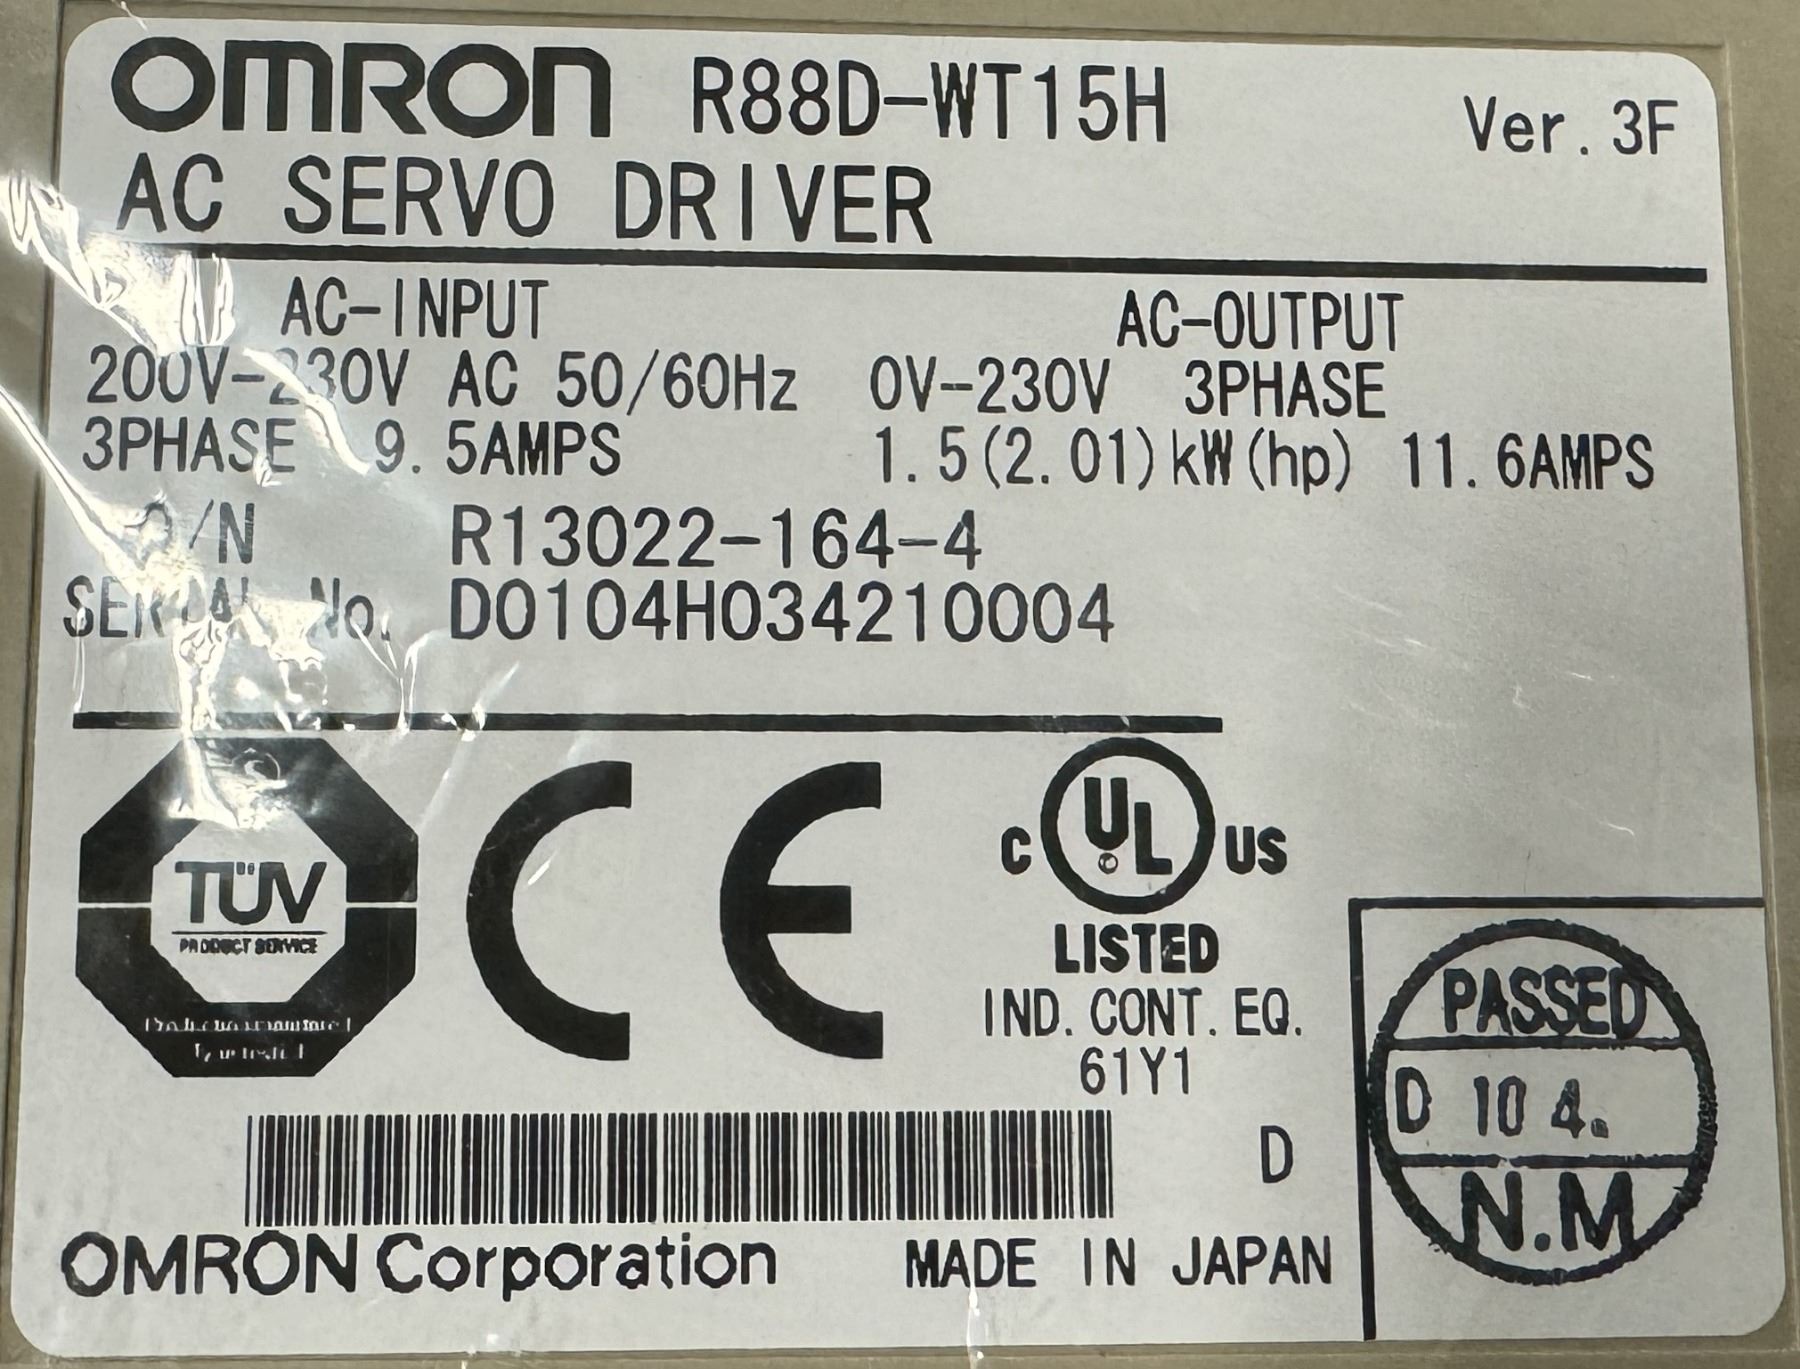 OMRON R88D-WT15H Ver. 3F
AC SERVO DRIVER
AC-INPUT AC-OUTPUT
200V-230V AC 50/60Hz 0V-230V 3PHASE
3PHASE 9.5AMPS 1.5(2.01)kW(hp) 11.6AMPS
/N R13022-164-4
SERIAL No. D0104H034210004
TÜV
PRODUCT SERVICE
CE
C UL US
LISTED
IND. CONT. EQ.
61Y1
D
PASSED
D 10 4.
N.M
OMRON Corporation MADE IN JAPAN